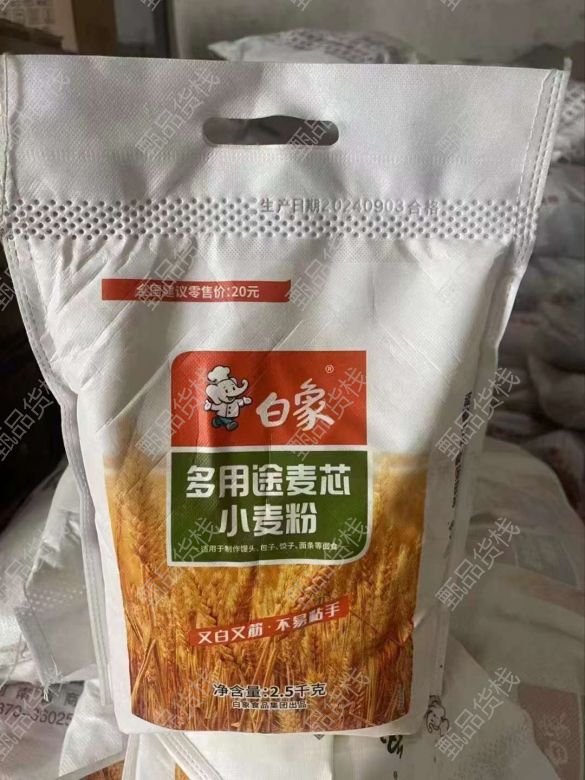 生产日期20240903合格
全国建议零售价:20元
白象®
多用途麦芯
小麦粉
适用于制作馒头、包子、饺子、面条等面食
又白又筋·不易粘手
净含量:2.5千克
白象食品集团出品
甄品货栈